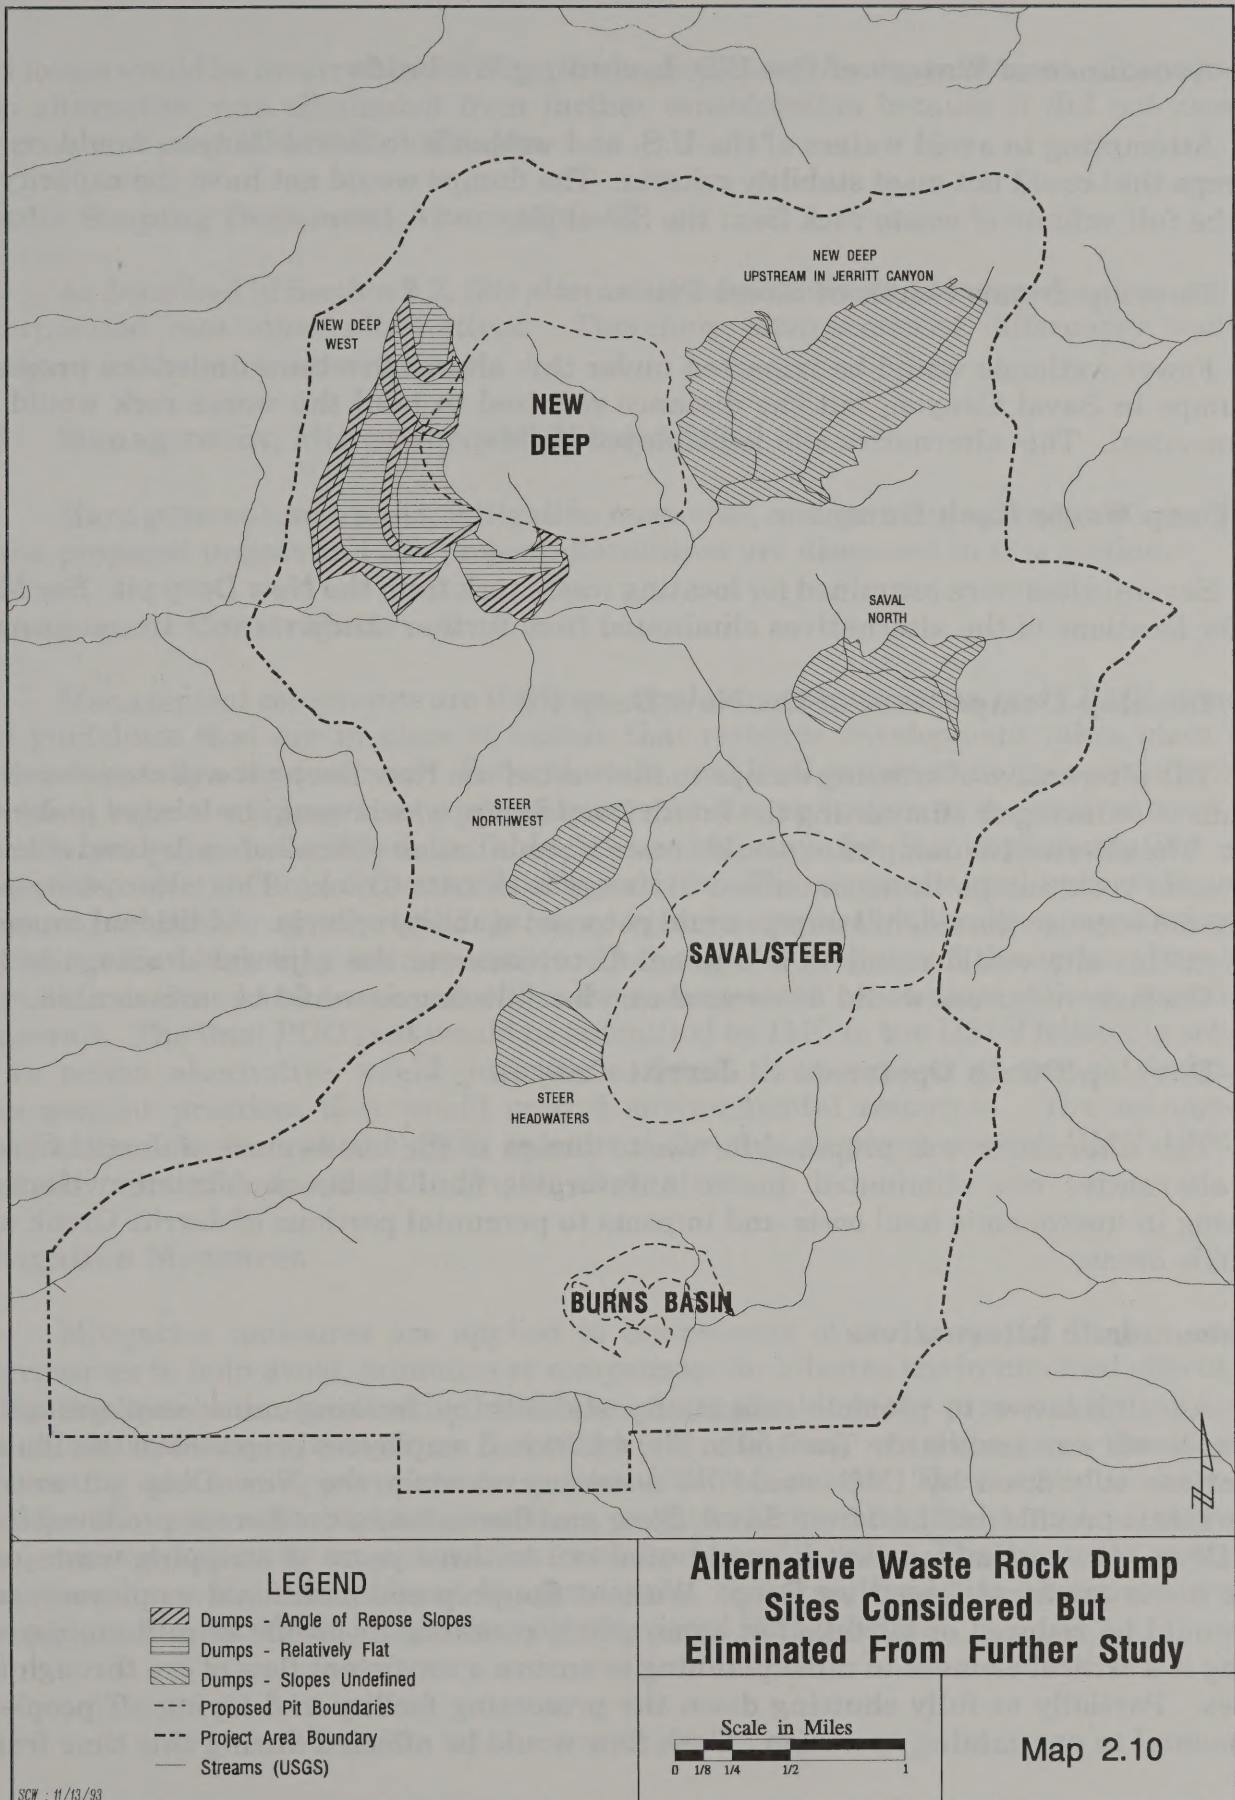 NEW DEEP
UPSTREAM IN JERRITT CANYON
NEW DEEP
WEST
NEW
DEEP
SAVAL
NORTH
STEER
NORTHWEST
SAVAL/STEER
STEER
HEADWATERS
BURNS BASIN
LEGEND
Dumps - Angle of Repose Slopes
Dumps - Relatively Flat
Dumps - Slopes Undefined
Proposed Pit Boundaries
Project Area Boundary
Streams (USGS)
SCW : 11/13/93
Alternative Waste Rock Dump
Sites Considered But
Eliminated From Further Study
Scale in Miles
0 1/8 1/4 1/2 1
Map 2.10